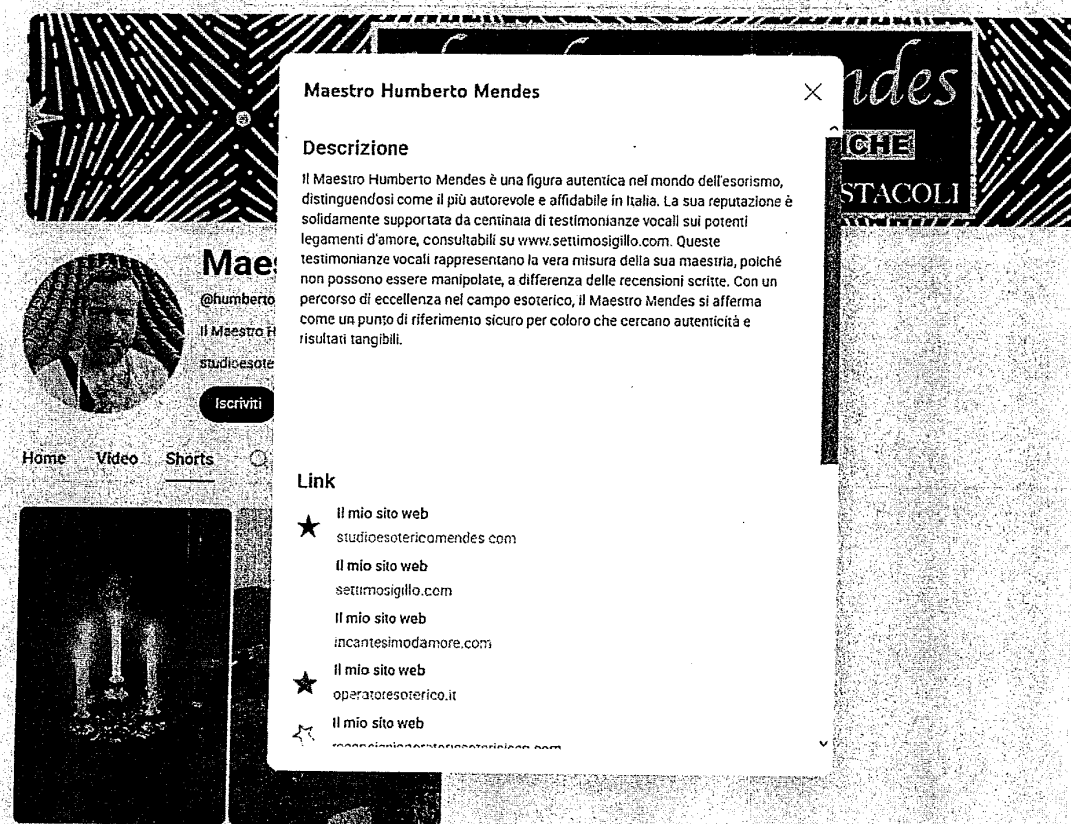 ndes
ICHE
STACOLI
Maestro Humberto Mendes
Descrizione
Il Maestro Humberto Mendes è una figura autentica nel mondo dell'esorismo,
distinguendosi come il più autorevole e affidabile in Italia. La sua reputazione è
solidamente supportata da centinaia di testimonianze vocali sui potenti
legamenti d'amore, consultabili su www.settimosigillo.com. Queste
testimonianze vocali rappresentano la vera misura della sua maestria, poiché
non possono essere manipolate, a differenza delle recensioni scritte. Con un
percorso di eccellenza nel campo esoterico, il Maestro Mendes si afferma
come un punto di riferimento sicuro per coloro che cercano autenticità e
risultati tangibili.
Maes
@humberto
Il Maestro H
studioesote
Iscriviti
Home Video Shorts
Link
Il mio sito web
studioesotericomendes.com
Il mio sito web
settimosigillo.com
Il mio sito web
incantesimodamore.com
Il mio sito web
operatoresoterico.it
Il mio sito web